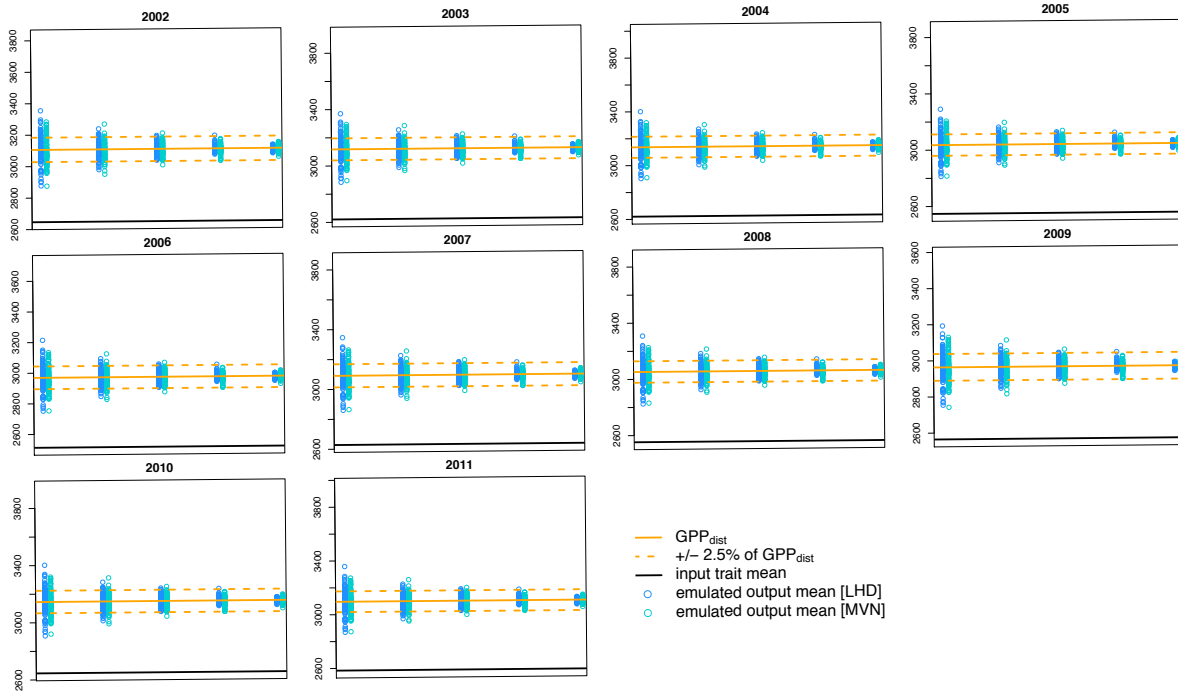 2002
2600 2800 3000 3200 3400 3800
2003
2600 3000 3400 3800
2004
2600 3000 3400 3800
2005
2600 3000 3400 3800
2006
2600 2800 3000 3200 3600
2007
2600 3000 3400 3800
2008
2600 3000 3400 3800
2009
2600 2800 3000 3200 3400 3600
2010
2600 3000 3400 3800
2011
2600 3000 3400 3800
GPPdist
+/− 2.5% of GPPdist
input trait mean
emulated output mean [LHD]
emulated output mean [MVN]